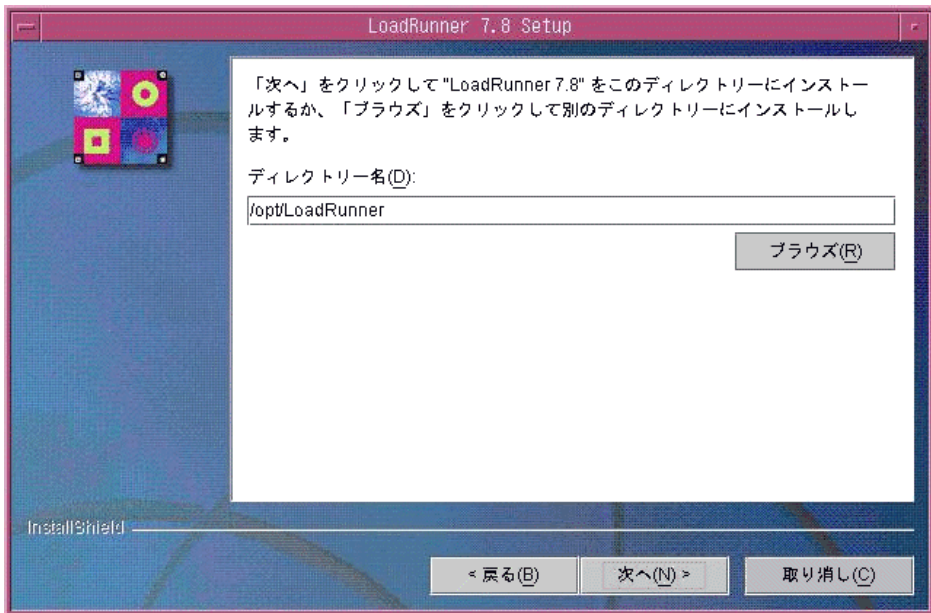 LoadRunner 7.8 Setup
「次へ」をクリックして "LoadRunner 7.8" をこのディレクトリーにインストー
ルするか、「ブラウズ」をクリックして別のディレクトリーにインストールし
ます。
ディレクトリー名(D):
/opt/LoadRunner
ブラウズ(R)
InstallShield
< 戻る(B)
次へ(N) >
取り消し(C)